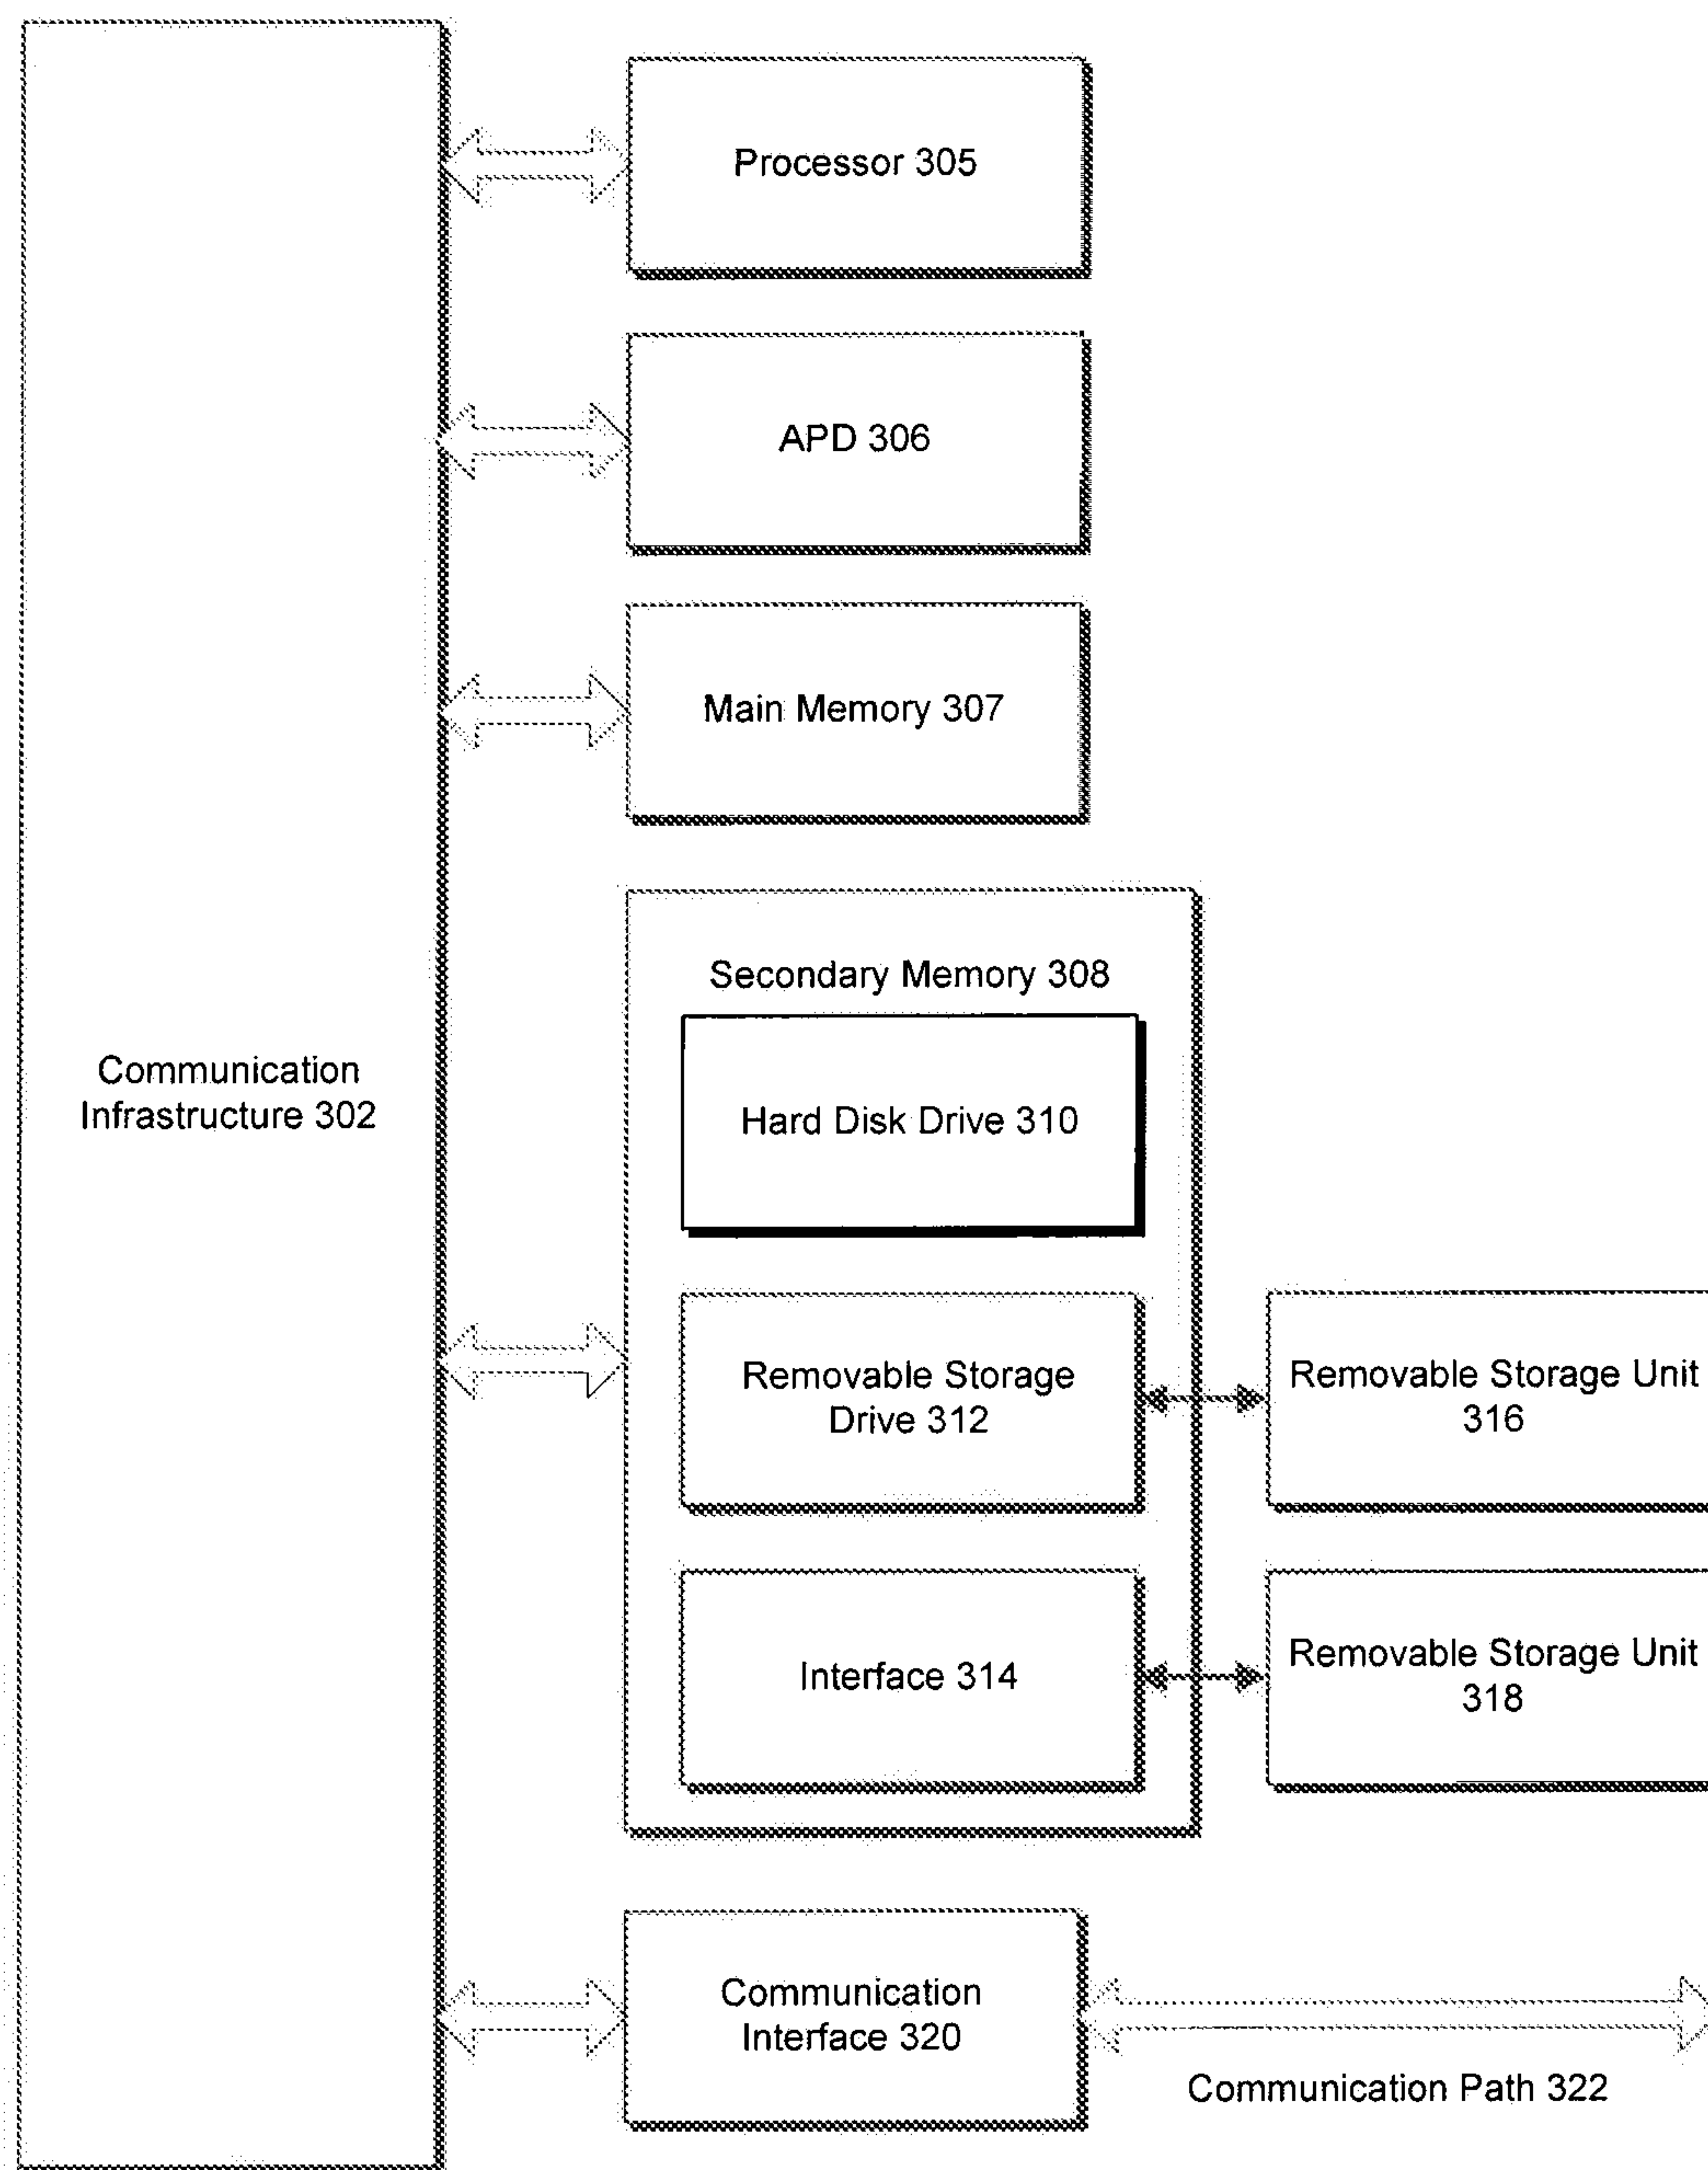 Processor 305
APD 306
Main Memory 307
Secondary Memory 308
Communication
Infrastructure 302
Hard Disk Drive 310
Removable Storage
Drive 312
Removable Storage Unit
316
Interface 314
Removable Storage Unit
318
Communication
Interface 320
Communication Path 322